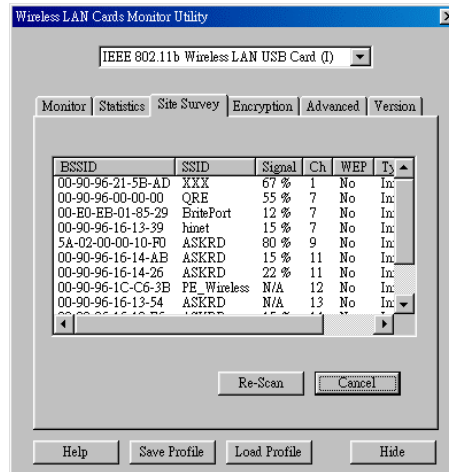 Wireless LAN Cards Monitor Utility
IEEE 802.11b Wireless LAN USB Card (I)
Monitor Statistics Site Survey Encryption Advanced Version
BSSID SSID Signal Ch WEP
00-90-96-21-5B-AD XXX 67 % 1 No
00-90-96-00-00-00 QRE 55 % 7 No
00-E0-EB-01-85-29 BritePort 12 % 7 No
00-90-96-16-13-39 hinet 15 % 7 No
5A-02-00-00-10-F0 ASKRD 80 % 9 No
00-90-96-16-14-AB ASKRD 15 % 11 No
00-90-96-16-14-26 ASKRD 22 % 11 No
00-90-96-1C-C6-3B PE_Wireless N/A 12 No
00-90-96-16-13-54 ASKRD N/A 13 No
Re-Scan Cancel
Help Save Profile Load Profile Hide